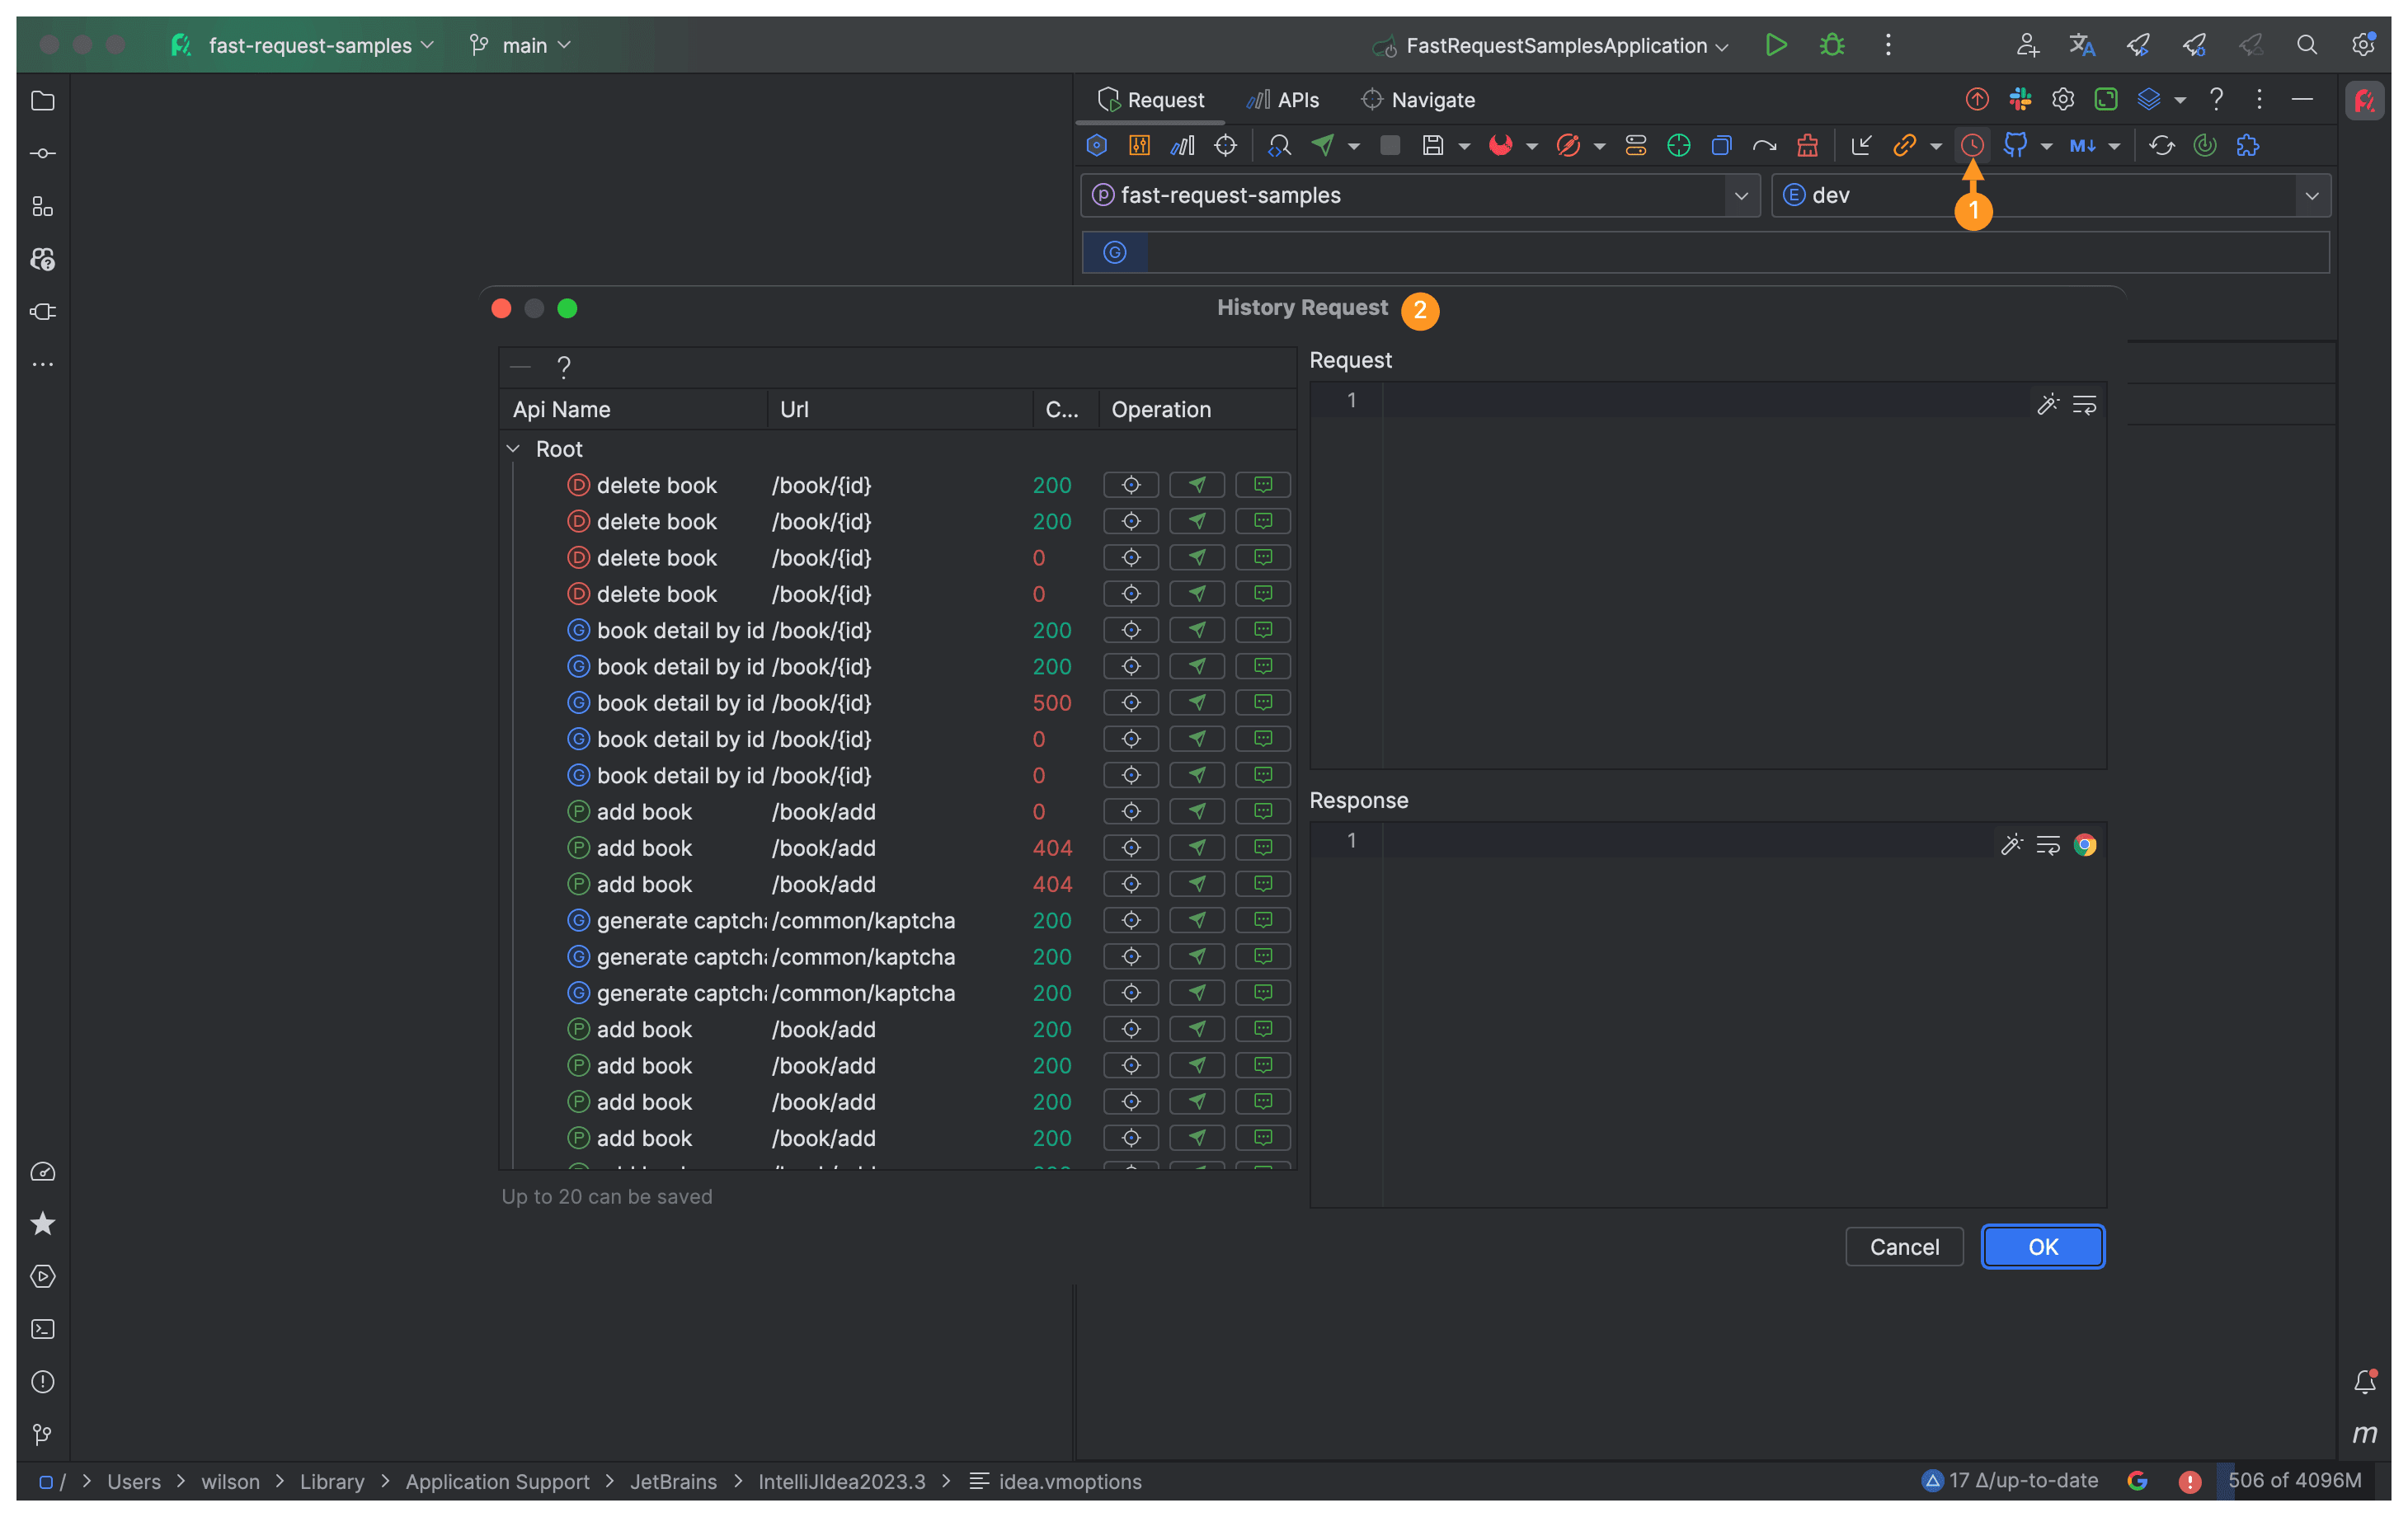 fast-request-samples main FastRequestSamplesApplication
Request APIs Navigate
M↓
P fast-request-samples E dev
1
G
History Request 2
?
Api Name Url C... Operation
Root
D delete book /book/{id} 200
D delete book /book/{id} 200
D delete book /book/{id} 0
D delete book /book/{id} 0
G book detail by id /book/{id} 200
G book detail by id /book/{id} 200
G book detail by id /book/{id} 500
G book detail by id /book/{id} 0
G book detail by id /book/{id} 0
P add book /book/add 0
P add book /book/add 404
P add book /book/add 404
G generate captch /common/kaptcha 200
G generate captch /common/kaptcha 200
G generate captch /common/kaptcha 200
P add book /book/add 200
P add book /book/add 200
P add book /book/add 200
P add book /book/add 200
Up to 20 can be saved
Request
1
Response
1
Cancel OK
m
/ > Users > wilson > Library > Application Support > JetBrains > IntelliJIdea2023.3 > idea.vmoptions
17 Δ/up-to-date 506 of 4096M